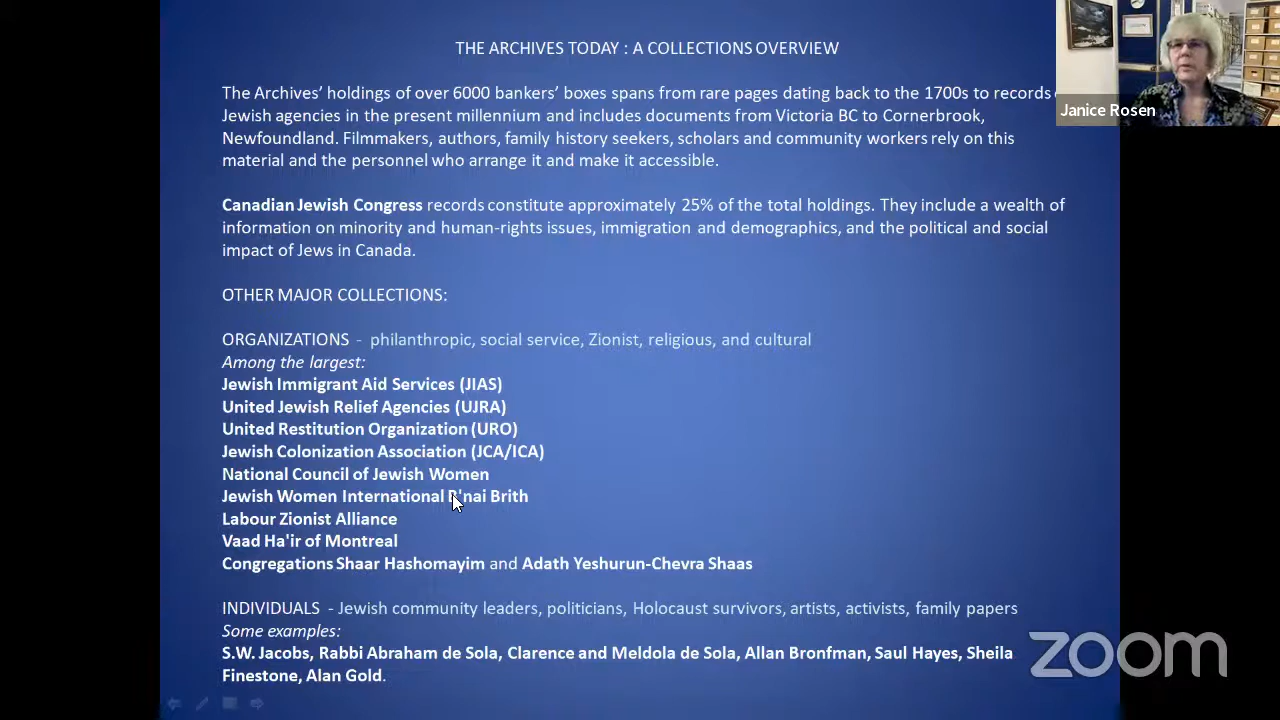 THE ARCHIVES TODAY : A COLLECTIONS OVERVIEW
The Archives' holdings of over 6000 bankers' boxes spans from rare pages dating back to the 1700s to records
Jewish agencies in the present millennium and includes documents from Victoria BC to Cornerbrook,
Newfoundland. Filmmakers, authors, family history seekers, scholars and community workers rely on this
material and the personnel who arrange it and make it accessible.
Canadian Jewish Congress records constitute approximately 25% of the total holdings. They include a wealth of
information on minority and human-rights issues, immigration and demographics, and the political and social
impact of Jews in Canada.
OTHER MAJOR COLLECTIONS:
ORGANIZATIONS - philanthropic, social service, Zionist, religious, and cultural
Among the largest:
Jewish Immigrant Aid Services (JIAS)
United Jewish Relief Agencies (UJRA)
United Restitution Organization (URO)
Jewish Colonization Association (JCA/ICA)
National Council of Jewish Women
Jewish Women International B'nai Brith
Labour Zionist Alliance
Vaad Ha'ir of Montreal
Congregations Shaar Hashomayim and Adath Yeshurun-Chevra Shaas
INDIVIDUALS - Jewish community leaders, politicians, Holocaust survivors, artists, activists, family papers
Some examples:
S.W. Jacobs, Rabbi Abraham de Sola, Clarence and Meldola de Sola, Allan Bronfman, Saul Hayes, Sheila
Finestone, Alan Gold.
Janice Rosen
zoom